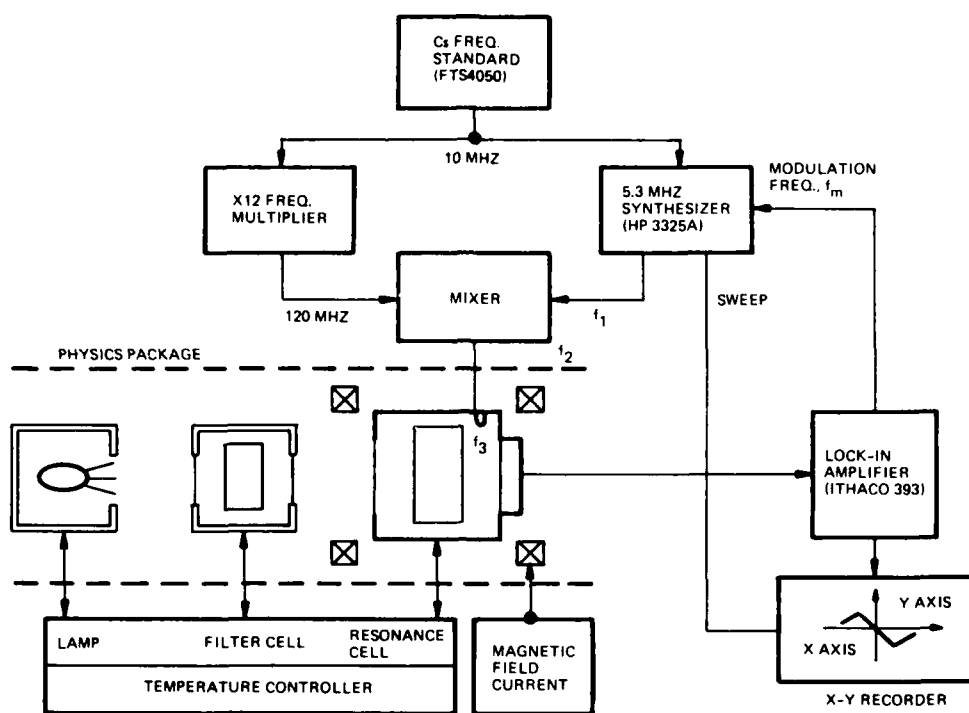 Cs FREQ.
STANDARD
(FTS4050)
10 MHZ
X12 FREQ.
MULTIPLIER
5.3 MHZ
SYNTHESIZER
(HP 3325A)
MODULATION
FREQ., fm
MIXER
120 MHZ
f1
SWEEP
f2
PHYSICS PACKAGE
f3
LOCK-IN
AMPLIFIER
(ITHACO 393)
LAMP
FILTER CELL
RESONANCE
CELL
TEMPERATURE CONTROLLER
MAGNETIC
FIELD
CURRENT
Y AXIS
X AXIS
X-Y RECORDER